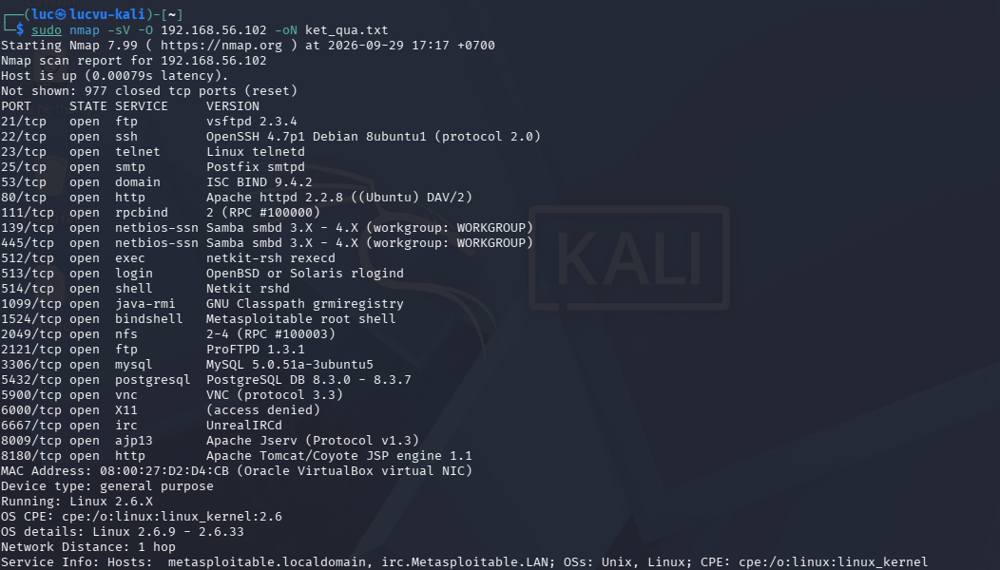 ┌──(luc㉿lucvu-kali)-[~]
└─$ sudo nmap -sV -O 192.168.56.102 -oN ket_qua.txt
Starting Nmap 7.99 ( https://nmap.org ) at 2026-09-29 17:17 +0700
Nmap scan report for 192.168.56.102
Host is up (0.00079s latency).
Not shown: 977 closed tcp ports (reset)
PORT     STATE SERVICE     VERSION
21/tcp   open  ftp         vsftpd 2.3.4
22/tcp   open  ssh         OpenSSH 4.7p1 Debian 8ubuntu1 (protocol 2.0)
23/tcp   open  telnet      Linux telnetd
25/tcp   open  smtp        Postfix smtpd
53/tcp   open  domain      ISC BIND 9.4.2
80/tcp   open  http        Apache httpd 2.2.8 ((Ubuntu) DAV/2)
111/tcp  open  rpcbind     2 (RPC #100000)
139/tcp  open  netbios-ssn Samba smbd 3.X - 4.X (workgroup: WORKGROUP)
445/tcp  open  netbios-ssn Samba smbd 3.X - 4.X (workgroup: WORKGROUP)
512/tcp  open  exec        netkit-rsh rexecd
513/tcp  open  login       OpenBSD or Solaris rlogind
514/tcp  open  shell       Netkit rshd
1099/tcp open  java-rmi    GNU Classpath grmiregistry
1524/tcp open  bindshell   Metasploitable root shell
2049/tcp open  nfs         2-4 (RPC #100003)
2121/tcp open  ftp         ProFTPD 1.3.1
3306/tcp open  mysql       MySQL 5.0.51a-3ubuntu5
5432/tcp open  postgresql  PostgreSQL DB 8.3.0 - 8.3.7
5900/tcp open  vnc         VNC (protocol 3.3)
6000/tcp open  X11         (access denied)
6667/tcp open  irc         UnrealIRCd
8009/tcp open  ajp13       Apache Jserv (Protocol v1.3)
8180/tcp open  http        Apache Tomcat/Coyote JSP engine 1.1
MAC Address: 08:00:27:D2:D4:CB (Oracle VirtualBox virtual NIC)
Device type: general purpose
Running: Linux 2.6.X
OS CPE: cpe:/o:linux:linux_kernel:2.6
OS details: Linux 2.6.9 - 2.6.33
Network Distance: 1 hop
Service Info: Hosts:  metasploitable.localdomain, irc.Metasploitable.LAN; OSs: Unix, Linux; CPE: cpe:/o:linux:linux_kernel
KALI